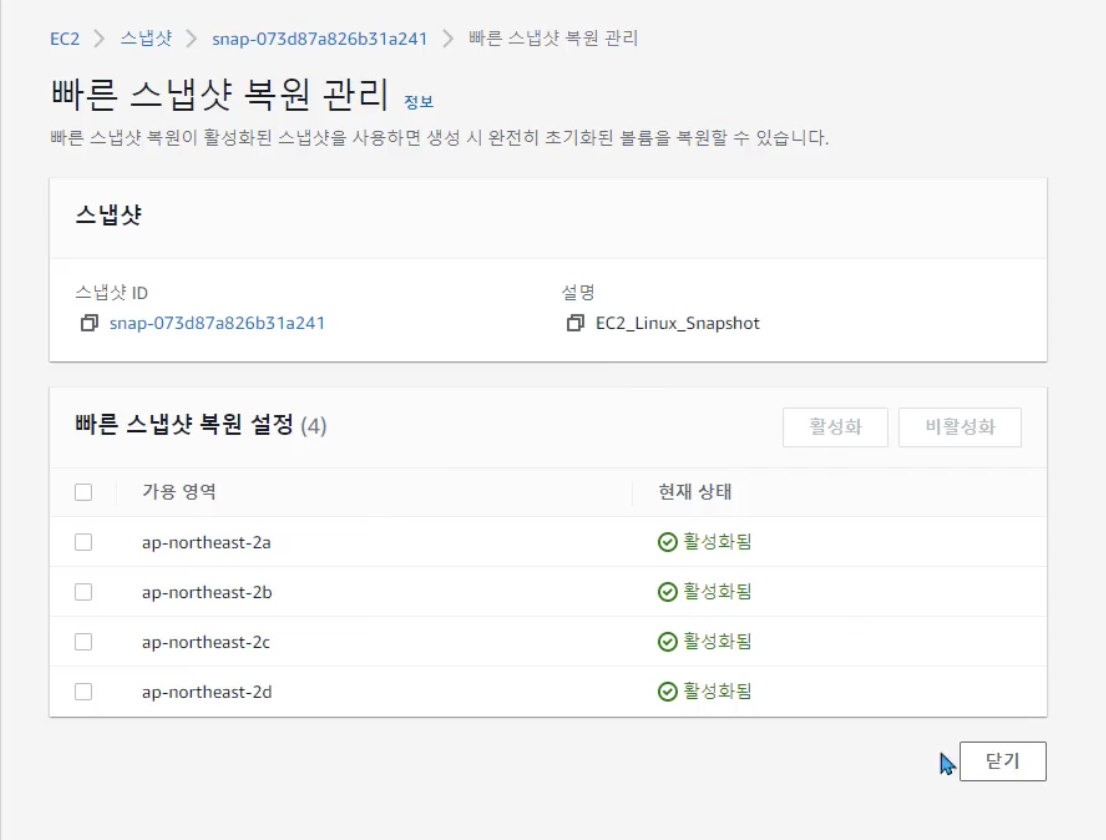 EC2 > 스냅샷 > snap-073d87a826b31a241 > 빠른 스냅샷 복원 관리
빠른 스냅샷 복원 관리 정보
빠른 스냅샷 복원이 활성화된 스냅샷을 사용하면 생성 시 완전히 초기화된 볼륨을 복원할 수 있습니다.
스냅샷
스냅샷 ID
snap-073d87a826b31a241
설명
EC2_Linux_Snapshot
빠른 스냅샷 복원 설정 (4) 활성화 비활성화
가용 영역 현재 상태
ap-northeast-2a 활성화됨
ap-northeast-2b 활성화됨
ap-northeast-2c 활성화됨
ap-northeast-2d 활성화됨
닫기